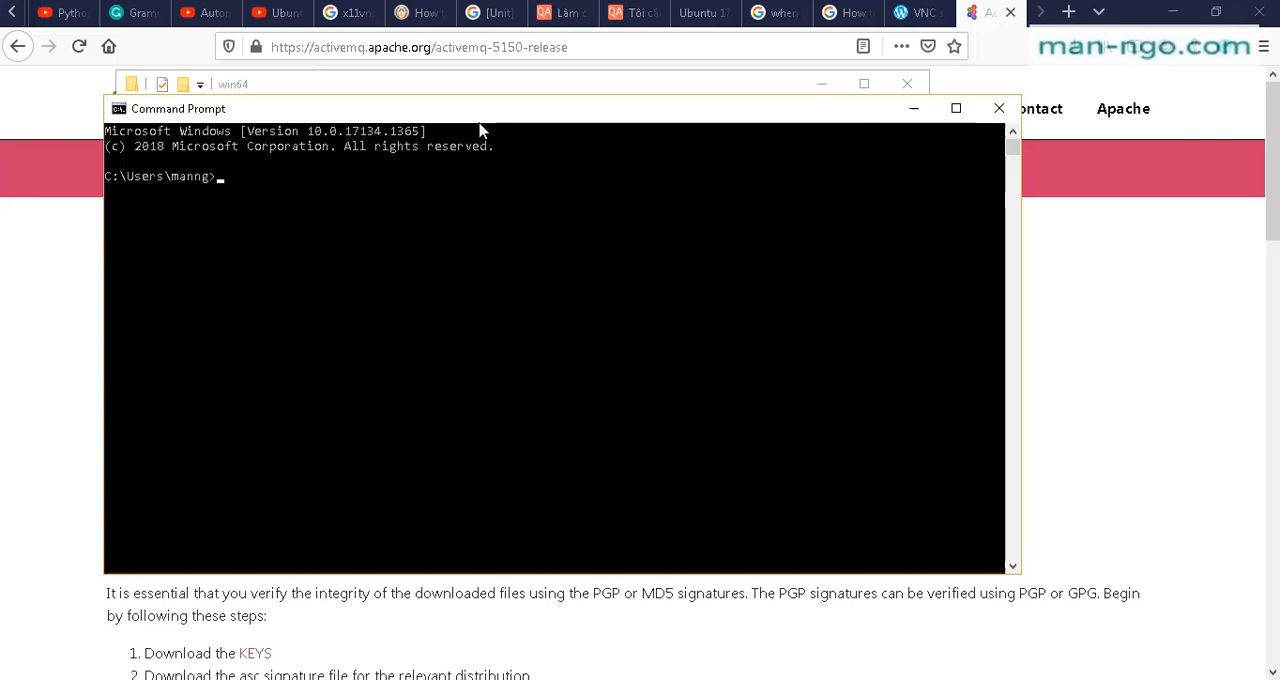 Pytho
Gram
Auto
Ubun
x11v
How
[Unit]
Làm
Tôi c
Ubuntu 1
when
How
VNC s
https://activemq.apache.org/activemq-5150-release
man-ngo.com
win64
Command Prompt
ontact
Apache
Microsoft Windows [Version 10.0.17134.1365]
(c) 2018 Microsoft Corporation. All rights reserved.
C:\Users\manng>
It is essential that you verify the integrity of the downloaded files using the PGP or MD5 signatures. The PGP signatures can be verified using PGP or GPG. Begin
by following these steps:
1. Download the KEYS
2. Download the asc signature file for the relevant distribution